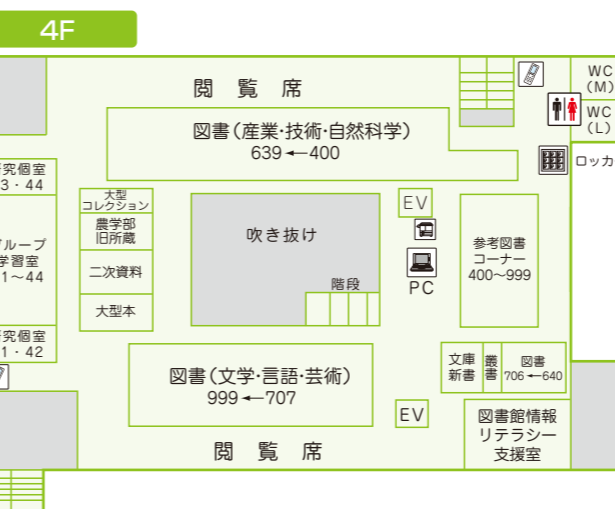 4F
閲覧席
WC
(M)
WC
(L)
図書(産業・技術・自然科学)
639←400
ロッカ
究個室
3・44
大型
コレクション
農学部
旧所蔵
二次資料
大型本
ループ
学習室
1〜44
究個室
1・42
吹き抜け
階段
EV
PC
参考図書
コーナー
400〜999
図書(文学・言語・芸術)
999←707
文庫
新書
叢書
図書
706←640
EV
閲覧席
図書館情報
リテラシー
支援室